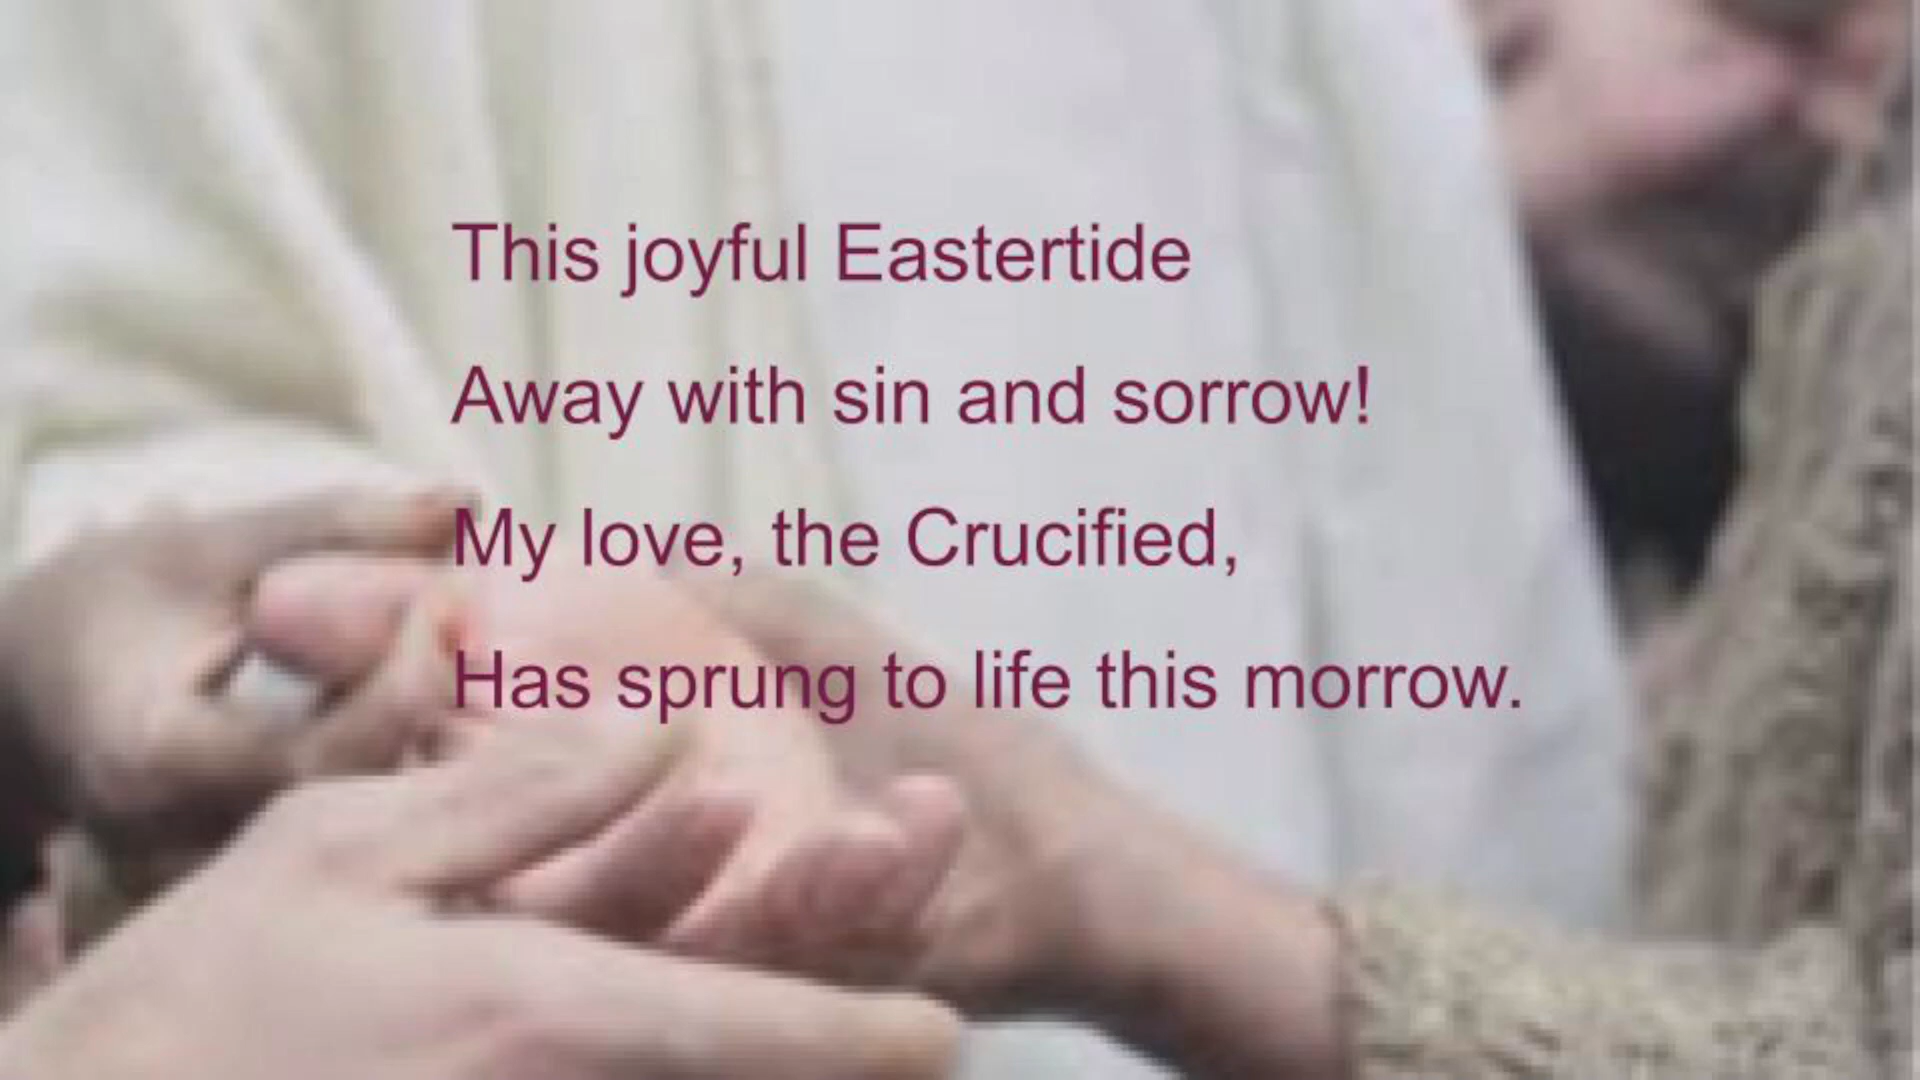 This joyful Eastertide
Away with sin and sorrow!
My love, the Crucified,
Has sprung to life this morrow.